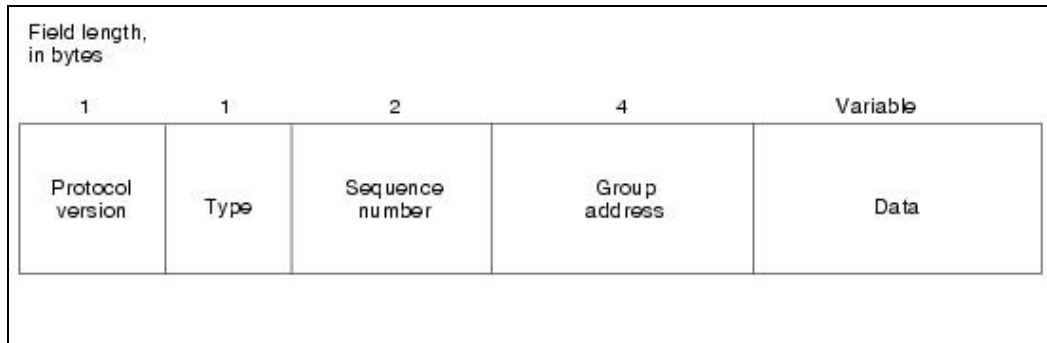 Field length,
in bytes
1 1 2 4 Variable
Protocol
version
Type
Sequence
number
Group
address
Data